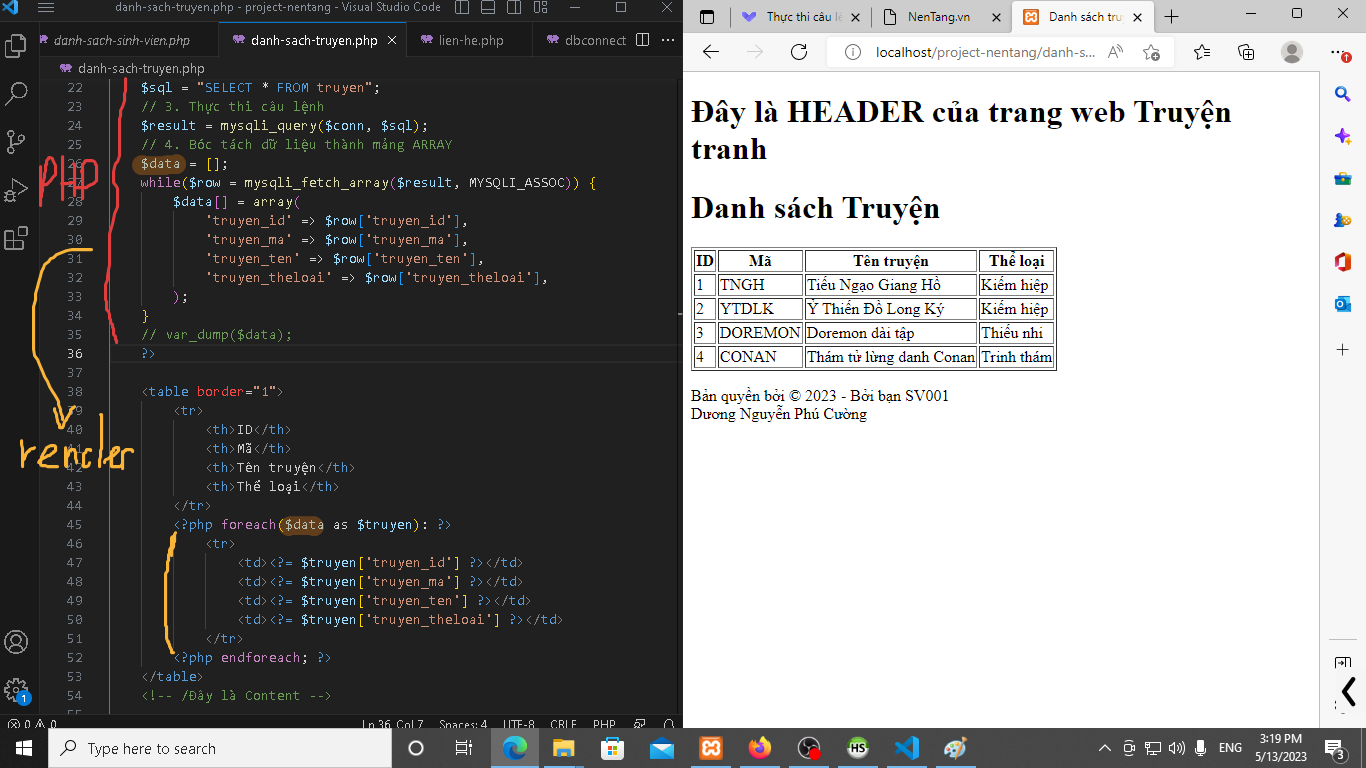 danh-sach-truyen.php - project-nentang - Visual Studio Code
danh-sach-sinh-vien.php
danh-sach-truyen.php
lien-he.php
dbconnect
danh-sach-truyen.php
22 $sql = "SELECT * FROM truyen";
23 // 3. Thực thi câu lệnh
24 $result = mysqli_query($conn, $sql);
25 // 4. Bóc tách dữ liệu thành mảng ARRAY
26 $data = [];
27 while($row = mysqli_fetch_array($result, MYSQLI_ASSOC)) {
28 $data[] = array(
29 'truyen_id' => $row['truyen_id'],
30 'truyen_ma' => $row['truyen_ma'],
31 'truyen_ten' => $row['truyen_ten'],
32 'truyen_theloai' => $row['truyen_theloai'],
33 );
34 }
35 // var_dump($data);
36 ?>
37
38 <table border="1">
39 <tr>
40 <th>ID</th>
41 <th>Mã</th>
42 <th>Tên truyện</th>
43 <th>Thể loại</th>
44 </tr>
45 <?php foreach($data as $truyen): ?>
46 <tr>
47 <td><?= $truyen['truyen_id'] ?></td>
48 <td><?= $truyen['truyen_ma'] ?></td>
49 <td><?= $truyen['truyen_ten'] ?></td>
50 <td><?= $truyen['truyen_theloai'] ?></td>
51 </tr>
52 <?php endforeach; ?>
53 </table>
54 <!-- /Đây là Content -->
PHP
render
1
0 0 Ln 36, Col 7 Spaces: 4 UTF-8 CRLF PHP
Thực thi câu lệ
NenTang.vn
Danh sách tru
localhost/project-nentang/danh-s...
Đây là HEADER của trang web Truyện
tranh
Danh sách Truyện
ID Mã Tên truyện Thể loại
1 TNGH Tiếu Ngạo Giang Hồ Kiếm hiệp
2 YTDLK Ỷ Thiên Đồ Long Ký Kiếm hiệp
3 DOREMON Doremon dài tập Thiếu nhi
4 CONAN Thám tử lừng danh Conan Trinh thám
Bản quyền bởi © 2023 - Bởi bạn SV001
Dương Nguyễn Phú Cường
Type here to search
HS
ENG
3:19 PM
5/13/2023
3